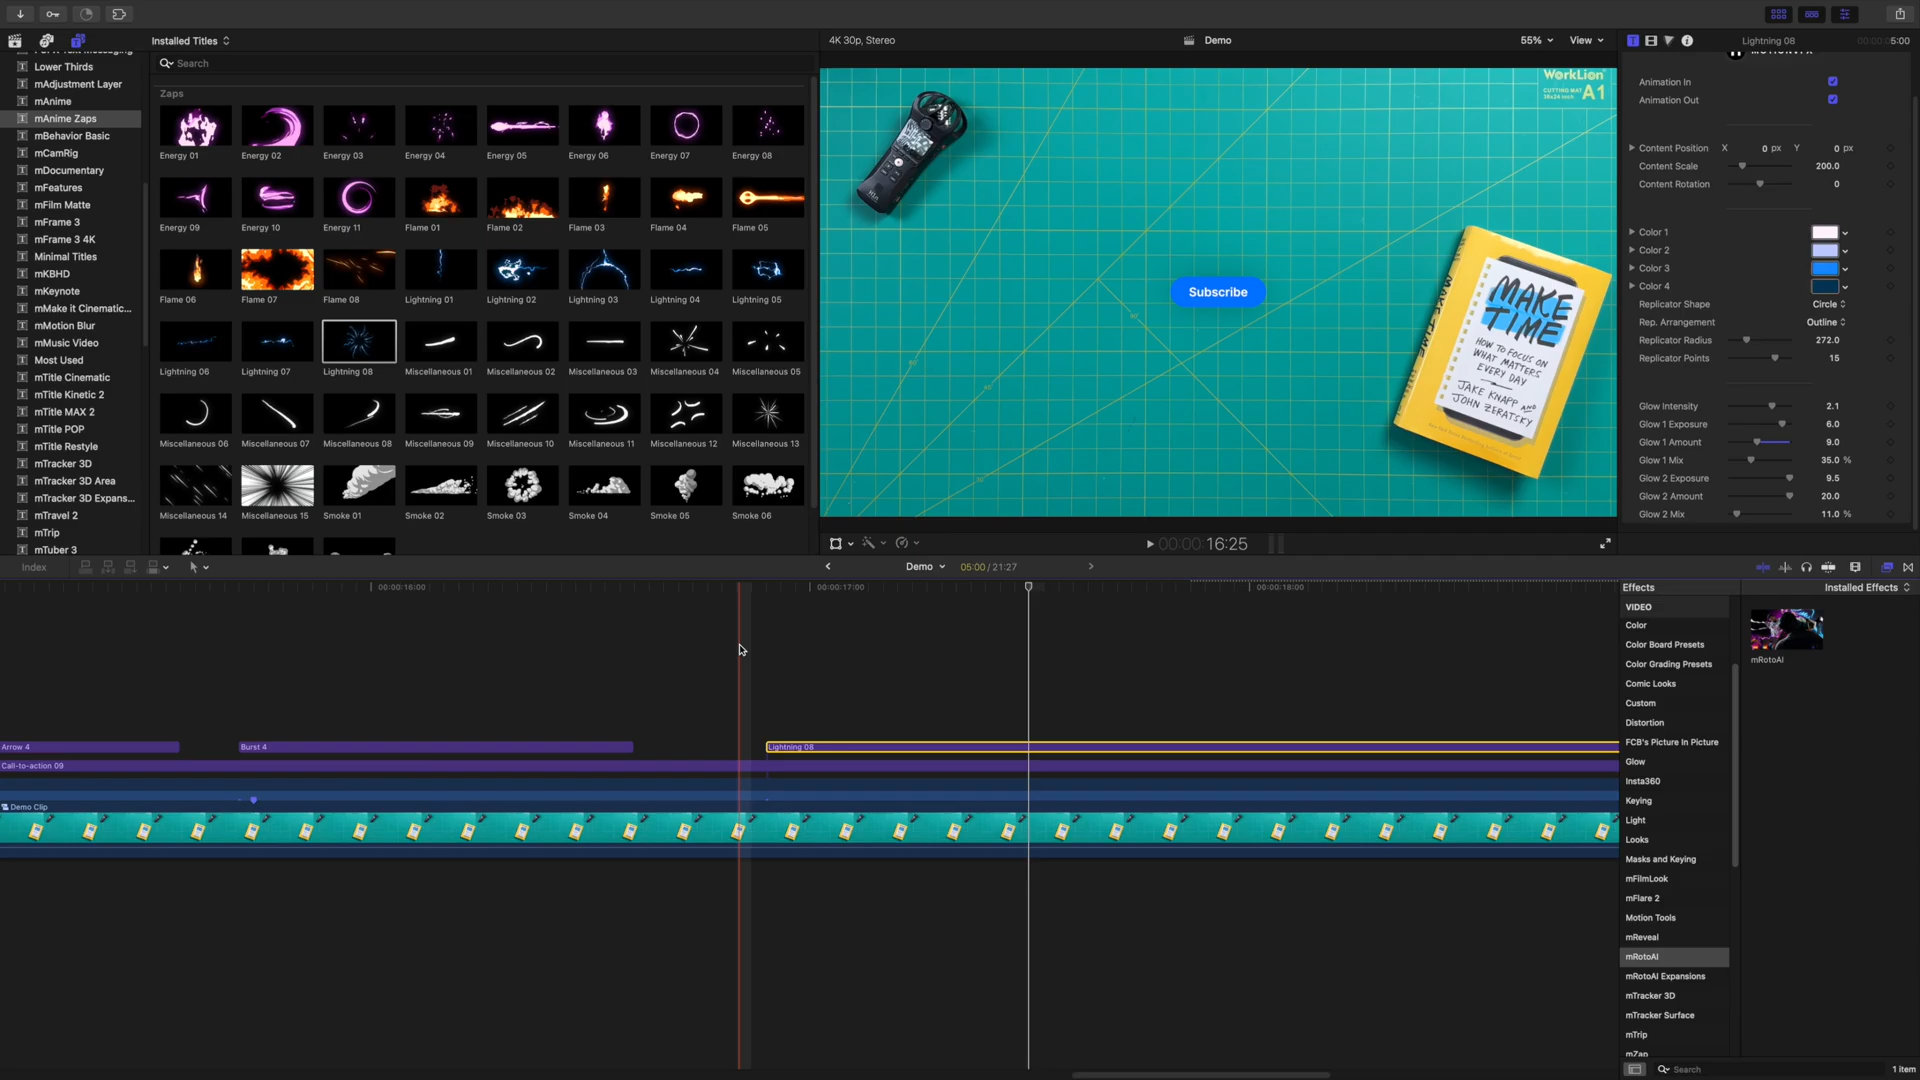 Installed Titles
4K 30p, Stereo
Demo
55%
View
Lightning 08
5:00
Lower Thirds
mAdjustment Layer
mAnime
mAnime Zaps
mBehavior Basic
mCamRig
mDocumentary
mFeatures
mFilm Matte
mFrame 3
mFrame 3 4K
Minimal Titles
mKBHD
mKeynote
mMake it Cinematic...
mMotion Blur
mMusic Video
Most Used
mTitle Cinematic
mTitle Kinetic 2
mTitle MAX 2
mTitle POP
mTitle Restyle
mTracker 3D
mTracker 3D Area
mTracker 3D Expans...
mTravel 2
mTrip
mTuber 3
Search
Zaps
Energy 01
Energy 02
Energy 03
Energy 04
Energy 05
Energy 06
Energy 07
Energy 08
Energy 09
Energy 10
Energy 11
Flame 01
Flame 02
Flame 03
Flame 04
Flame 05
Flame 06
Flame 07
Flame 08
Lightning 01
Lightning 02
Lightning 03
Lightning 04
Lightning 05
Lightning 06
Lightning 07
Lightning 08
Miscellaneous 01
Miscellaneous 02
Miscellaneous 03
Miscellaneous 04
Miscellaneous 05
Miscellaneous 06
Miscellaneous 07
Miscellaneous 08
Miscellaneous 09
Miscellaneous 10
Miscellaneous 11
Miscellaneous 12
Miscellaneous 13
Miscellaneous 14
Miscellaneous 15
Smoke 01
Smoke 02
Smoke 03
Smoke 04
Smoke 05
Smoke 06
WorkLion
CUTTING MAT
A1
Subscribe
MAKE
TIME
HOW TO FOCUS ON
WHAT MATTERS
EVERY DAY
JAKE KNAPP AND
JOHN ZERATSKY
MAKE TIME
00:00:16:25
Animation In
Animation Out
Content Position X 0 px Y 0 px
Content Scale 200.0
Content Rotation 0
Color 1
Color 2
Color 3
Color 4
Replicator Shape Circle
Rep. Arrangement Outline
Replicator Radius 272.0
Replicator Points 15
Glow Intensity 2.1
Glow 1 Exposure 6.0
Glow 1 Amount 9.0
Glow 1 Mix 35.0 %
Glow 2 Exposure 9.5
Glow 2 Amount 20.0
Glow 2 Mix 11.0 %
Index
Demo
05:00 / 21:27
00:00:16:00
00:00:17:00
00:00:18:00
Arrow 4
Burst 4
Lightning 08
Call-to-action 09
Demo Clip
Effects
Installed Effects
VIDEO
Color
Color Board Presets
Color Grading Presets
Comic Looks
Custom
Distortion
FCB's Picture In Picture
Glow
Insta360
Keying
Light
Looks
Masks and Keying
mFilmLook
mFlare 2
Motion Tools
mReveal
mRotoAI
mRotoAI Expansions
mTracker 3D
mTracker Surface
mTrip
mZap
mRotoAI
Search
1 item